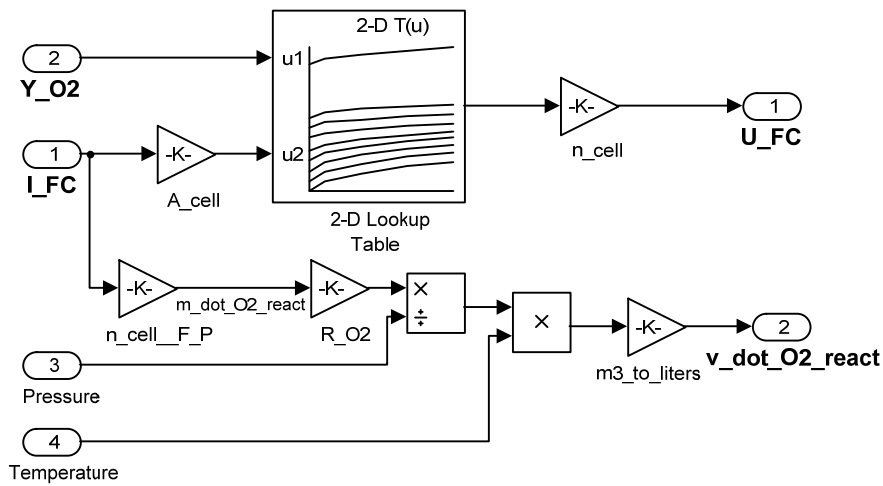 2-D T(u)
2
Y_O2
u1
1
I_FC
-K-
A_cell
u2
-K-
n_cell
1
U_FC
2-D Lookup
Table
-K-
n_cell__F_P
m_dot_O2_react
-K-
R_O2
×
÷
×
-K-
m3_to_liters
2
v_dot_O2_react
3
Pressure
4
Temperature